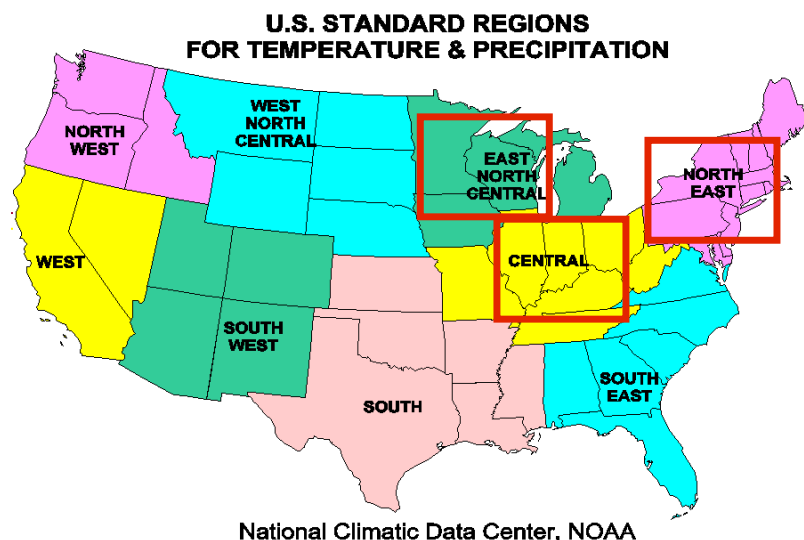 U.S. STANDARD REGIONS
FOR TEMPERATURE & PRECIPITATION
WEST
NORTH
CENTRAL
NORTH
WEST
EAST
NORTH
CENTRAL
NORTH
EAST
WEST
CENTRAL
SOUTH
WEST
SOUTH
SOUTH
EAST
National Climatic Data Center, NOAA